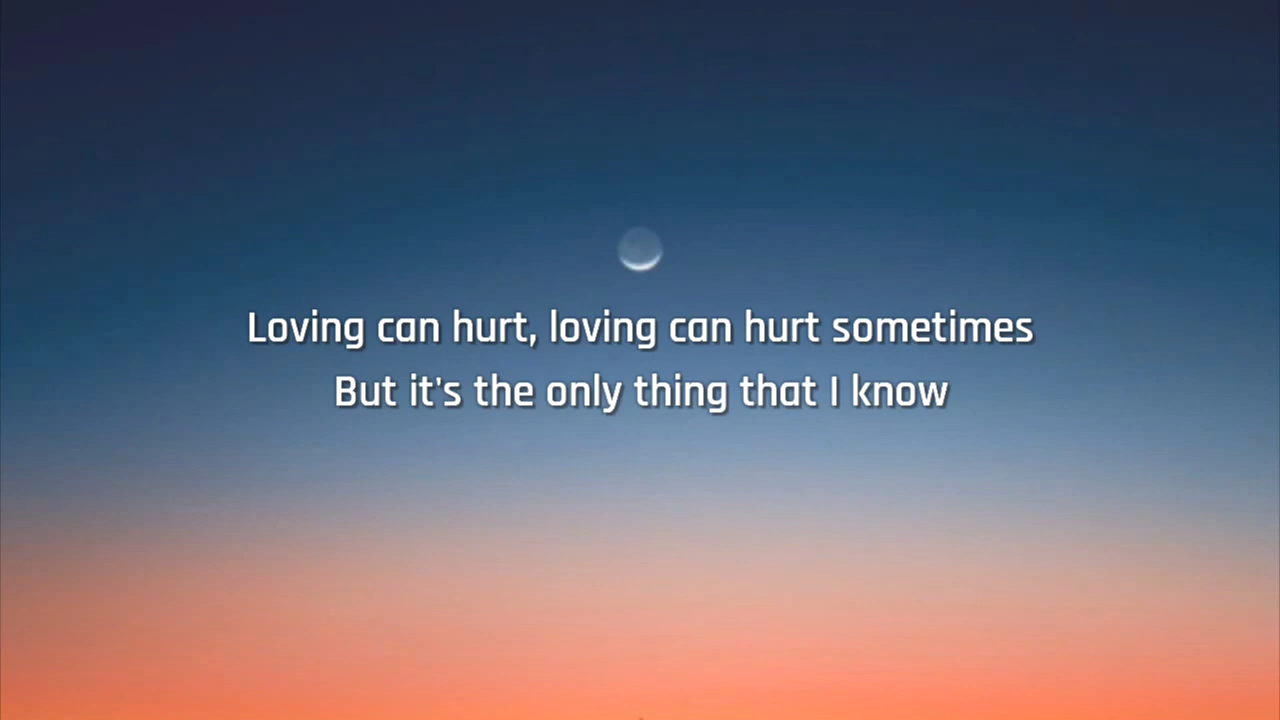 Loving can hurt, loving can hurt sometimes
But it's the only thing that I know